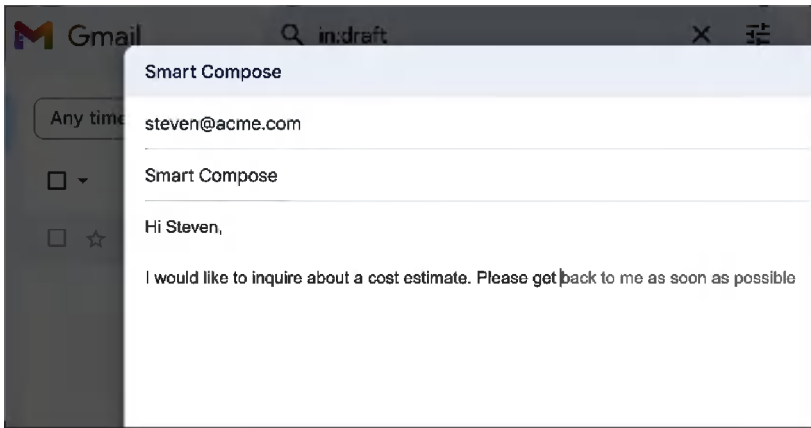 Gmail
in:draft
Any time
Smart Compose
steven@acme.com
Smart Compose
Hi Steven,
I would like to inquire about a cost estimate. Please get back to me as soon as possible